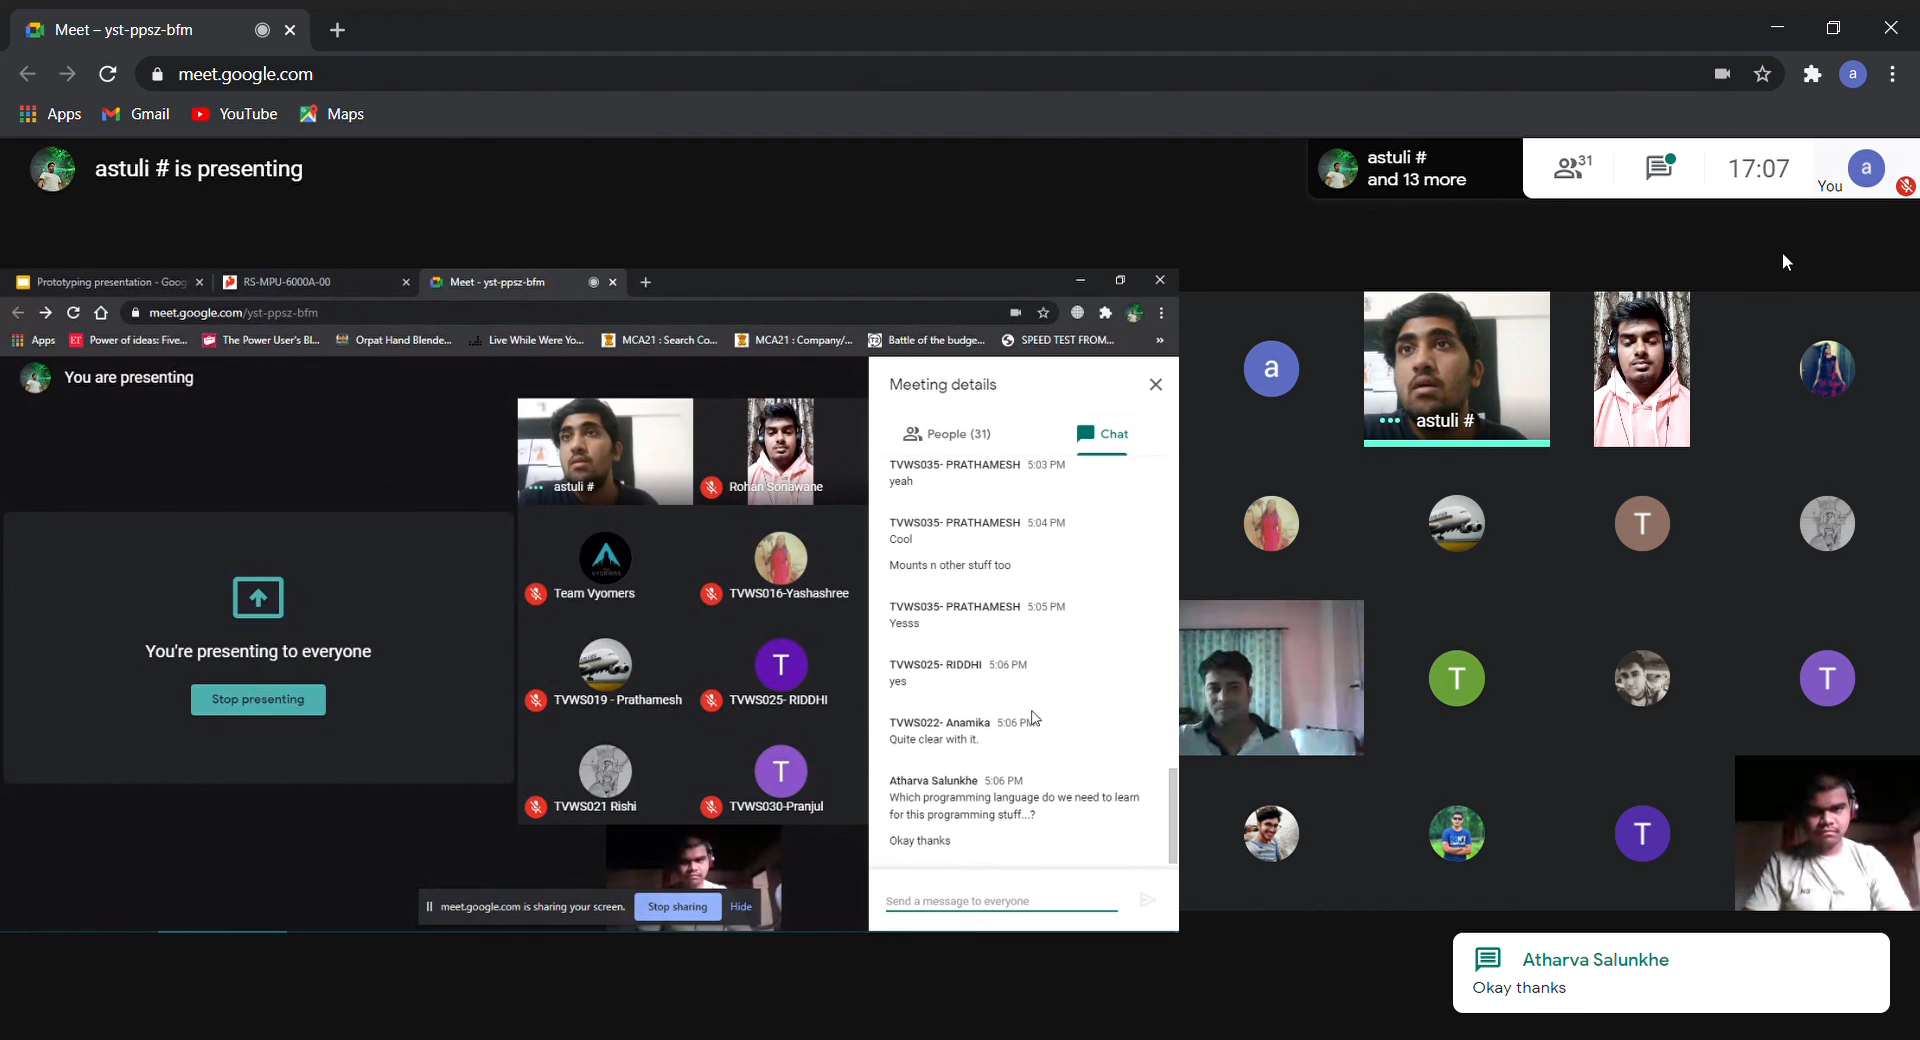 Meet – yst-ppsz-bfm
meet.google.com
a
Apps
Gmail
YouTube
Maps
astuli # is presenting
astuli #
and 13 more
31
17:07
You
a
Prototyping presentation - Goog
RS-MPU-6000A-00
Meet - yst-ppsz-bfm
meet.google.com/yst-ppsz-bfm
Apps
ET
Power of ideas: Five...
The Power User's Bl...
Orpat Hand Blende...
Live While Were Yo...
MCA21 : Search Co...
MCA21 : Company/...
Battle of the budge...
SPEED TEST FROM...
»
You are presenting
You're presenting to everyone
Stop presenting
astuli #
Rohan Sonawane
VYOMERS
Team Vyomers
TVWS016-Yashashree
TVWS019 - Prathamesh
T
TVWS025- RIDDHI
TVWS021 Rishi
T
TVWS030-Pranjul
meet.google.com is sharing your screen.
Stop sharing
Hide
Meeting details
People (31)
Chat
TVWS035- PRATHAMESH 5:03 PM
yeah
TVWS035- PRATHAMESH 5:04 PM
Cool
Mounts n other stuff too
TVWS035- PRATHAMESH 5:05 PM
Yesss
TVWS025- RIDDHI 5:06 PM
yes
TVWS022- Anamika 5:06 PM
Quite clear with it.
Atharva Salunkhe 5:06 PM
Which programming language do we need to learn
for this programming stuff...?
Okay thanks
Send a message to everyone
a
astuli #
T
T
T
T
Atharva Salunkhe
Okay thanks